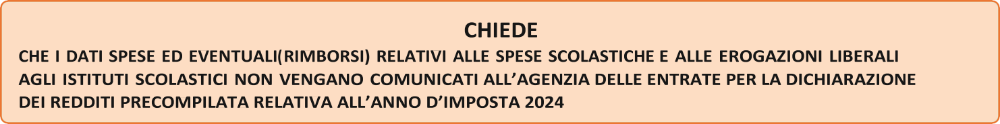 CHIEDE
CHE I DATI SPESE ED EVENTUALI(RIMBORSI) RELATIVI ALLE SPESE SCOLASTICHE E ALLE EROGAZIONI LIBERALI
AGLI ISTITUTI SCOLASTICI NON VENGANO COMUNICATI ALL’AGENZIA DELLE ENTRATE PER LA DICHIARAZIONE
DEI REDDITI PRECOMPILATA RELATIVA ALL’ANNO D’IMPOSTA 2024